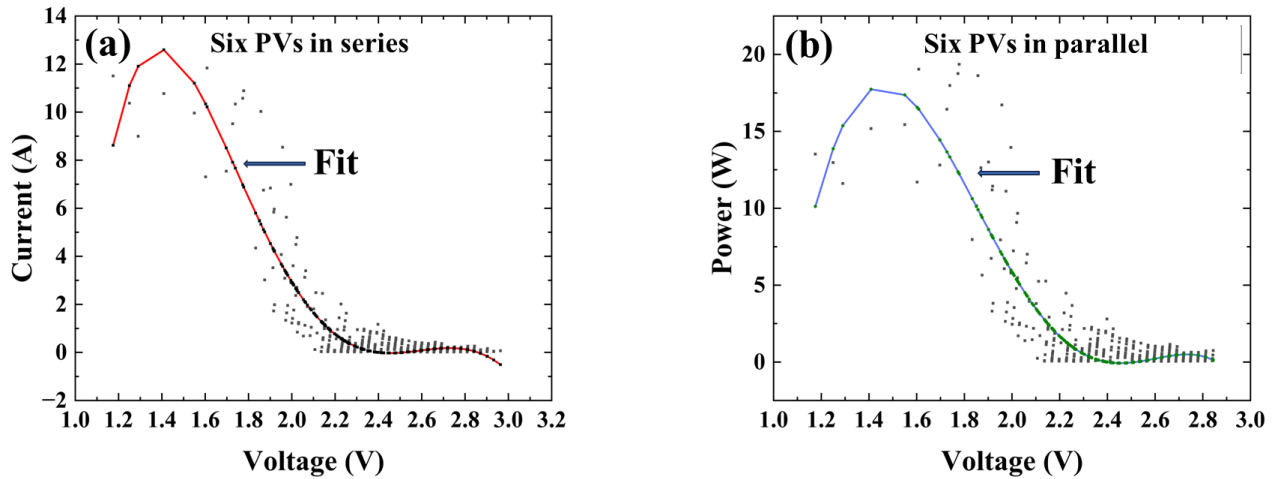 (a) Six PVs in series
14
12
10
8
6
4
2
0
−2
Current (A)
Fit
1.0 1.2 1.4 1.6 1.8 2.0 2.2 2.4 2.6 2.8 3.0 3.2
Voltage (V)
(b) Six PVs in parallel
20
15
10
5
0
Power (W)
Fit
1.0 1.2 1.4 1.6 1.8 2.0 2.2 2.4 2.6 2.8 3.0
Voltage (V)